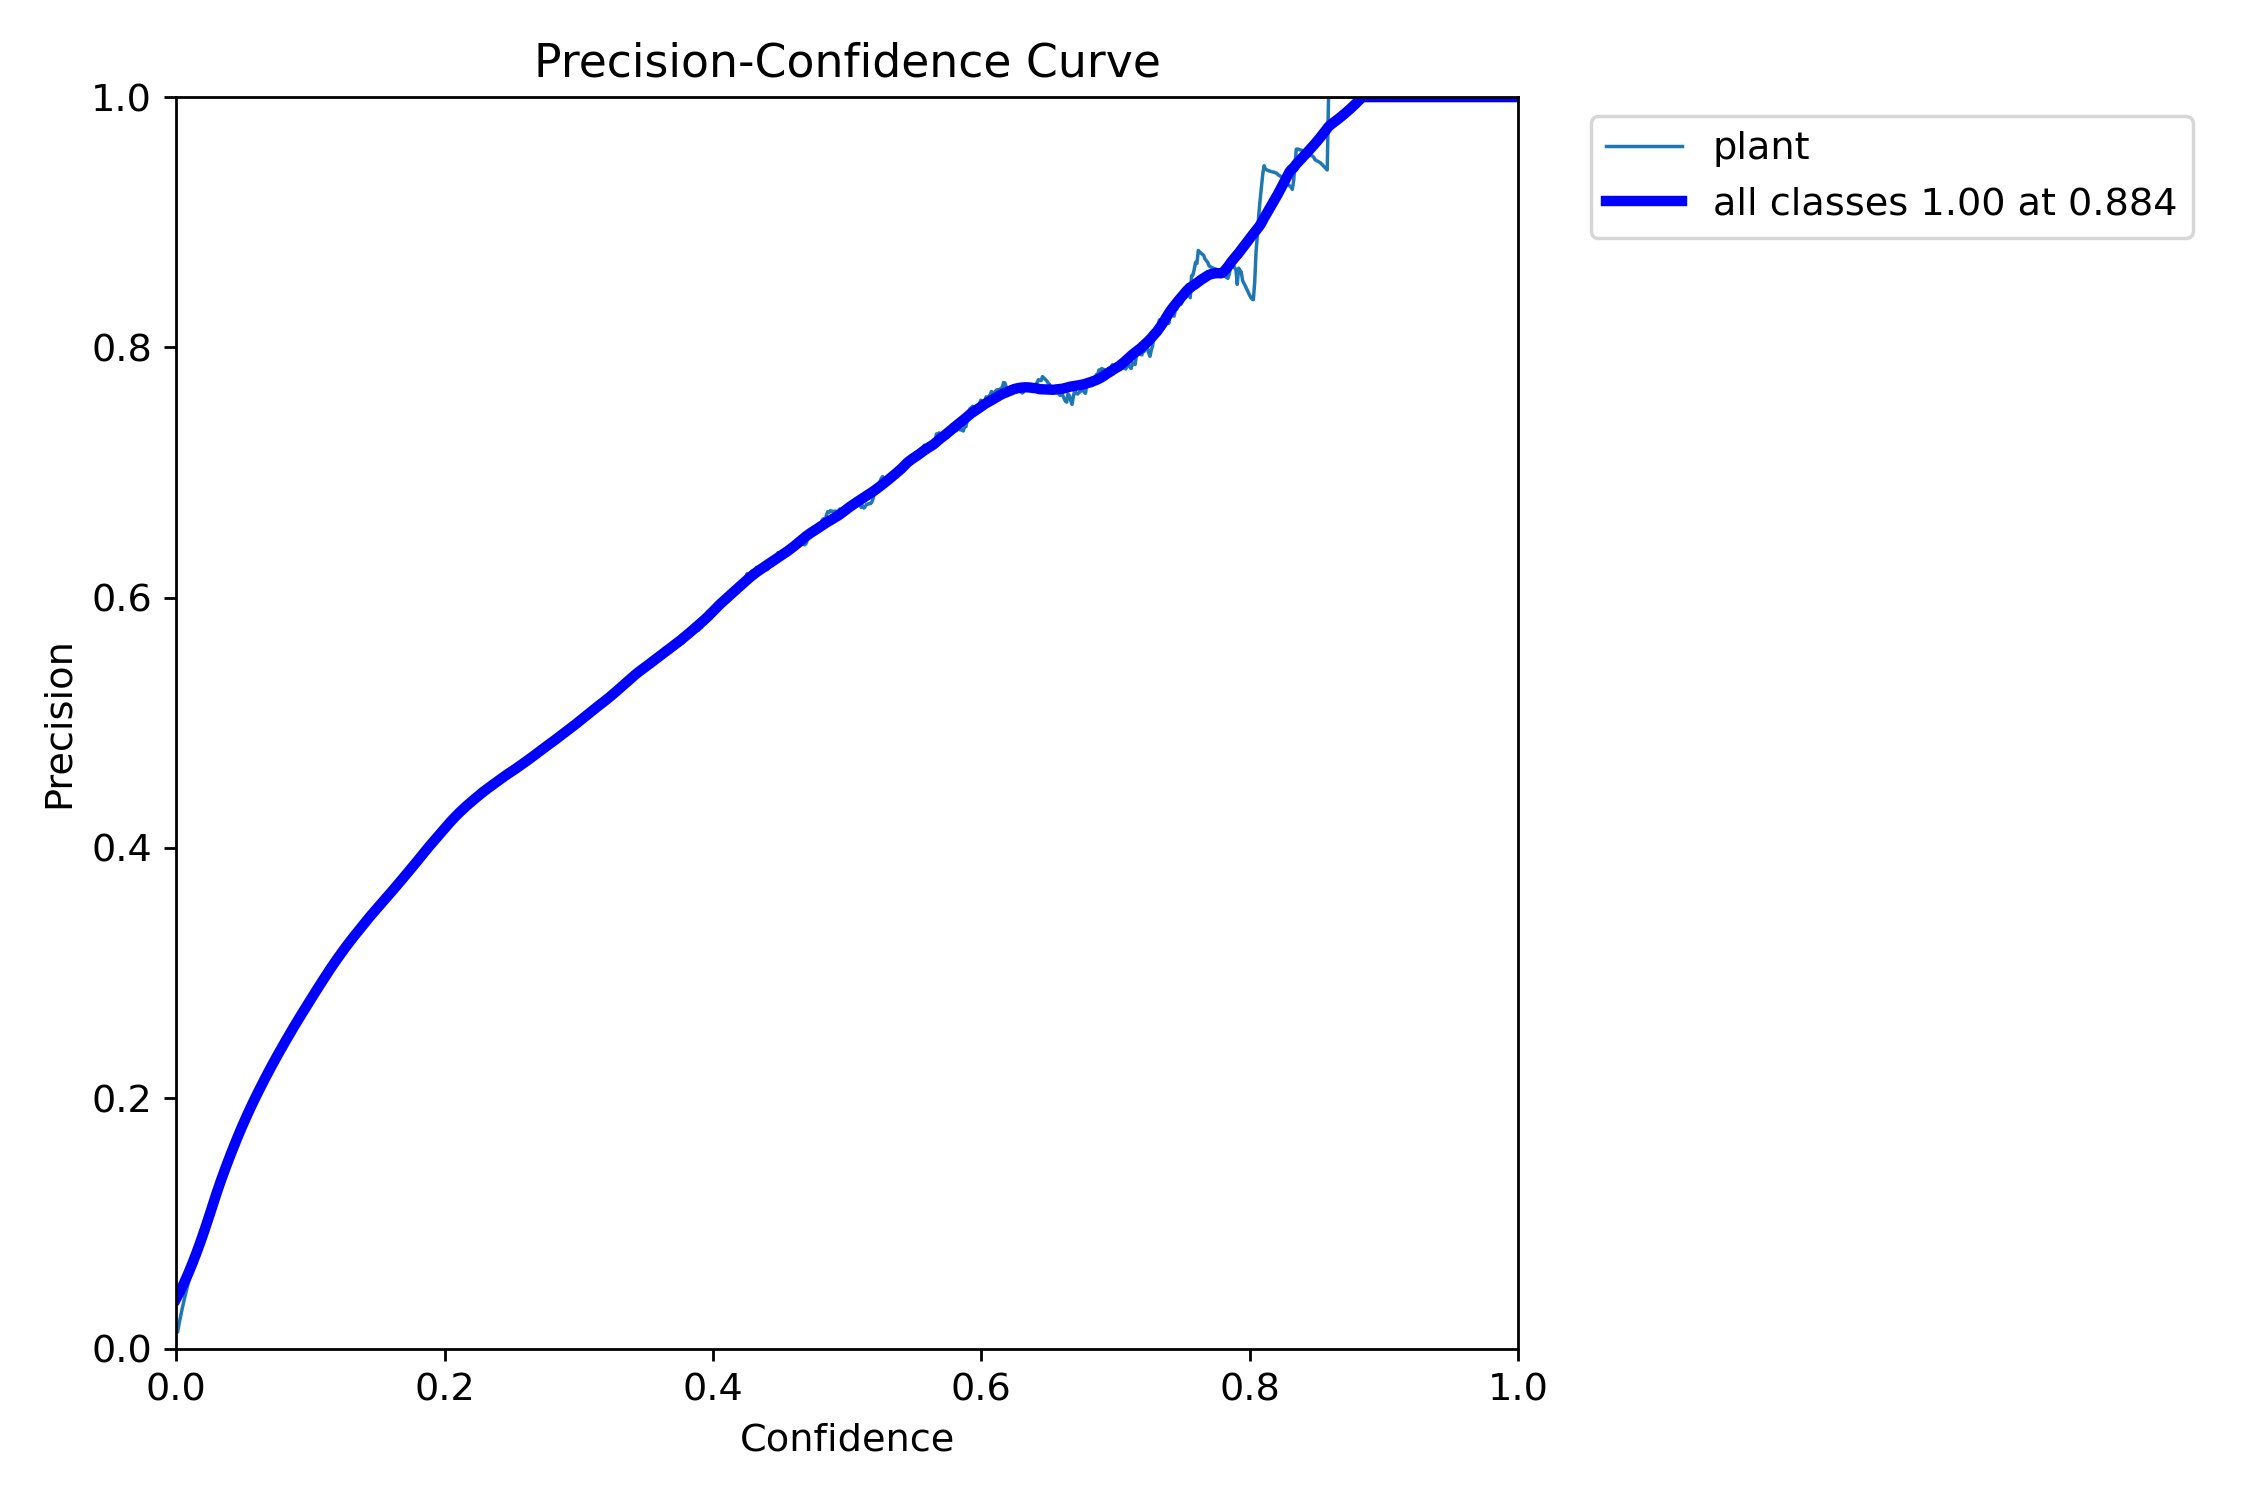 Precision-Confidence Curve
plant
all classes 1.00 at 0.884
Precision
1.0
0.8
0.6
0.4
0.2
0.0
0.0 0.2 0.4 0.6 0.8 1.0
Confidence